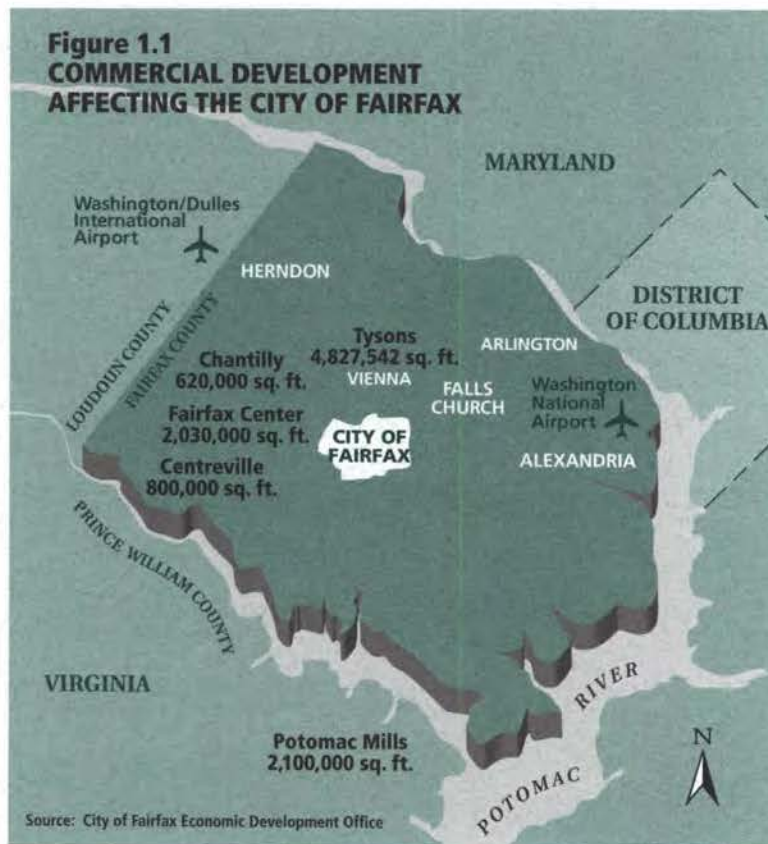 Figure 1.1
COMMERCIAL DEVELOPMENT
AFFECTING THE CITY OF FAIRFAX
MARYLAND
Washington/Dulles
International
Airport
HERNDON
DISTRICT
OF COLUMBIA
LOUDOUN COUNTY
FAIRFAX COUNTY
Tysons
4,827,542 sq. ft.
VIENNA
ARLINGTON
Chantilly
620,000 sq. ft.
FALLS
CHURCH
Washington
National
Airport
Fairfax Center
2,030,000 sq. ft.
CITY OF
FAIRFAX
ALEXANDRIA
Centreville
800,000 sq. ft.
PRINCE WILLIAM COUNTY
VIRGINIA
Potomac Mills
2,100,000 sq. ft.
POTOMAC
RIVER
N
Source: City of Fairfax Economic Development Office